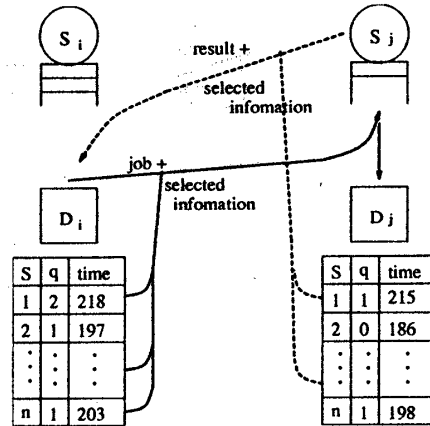 S i
S j
result +
selected
infomation
job +
selected
infomation
D i
D j
S q time
1 2 218
2 1 197
: : :
n 1 203
S q time
1 1 215
2 0 186
: : :
n 1 198